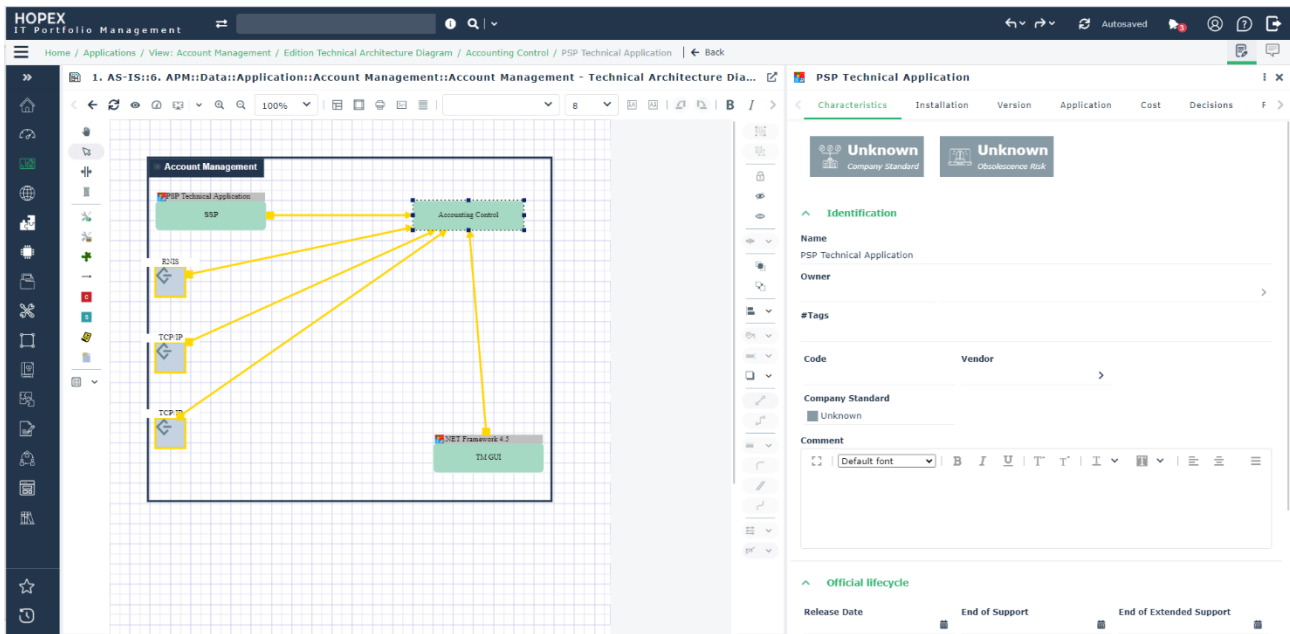 HOPEX
IT Portfolio Management
Autosaved
3
Home / Applications / View: Account Management / Edition Technical Architecture Diagram / Accounting Control / PSP Technical Application
Back
1. AS-IS::6. APM::Data::Application::Account Management::Account Management - Technical Architecture Dia...
100%
8
B I
Account Management
PSP Technical Application
SSP
Accounting Control
RNIS
TCP/IP
TCP/IP
.NET Framework 4.5
TM GUI
C
S
PSP Technical Application
Characteristics Installation Version Application Cost Decisions
Unknown
Company Standard
Unknown
Obsolescence Risk
Identification
Name
PSP Technical Application
Owner
#Tags
Code Vendor
Company Standard
Unknown
Comment
Default font B I U T T I
Official lifecycle
Release Date End of Support End of Extended Support